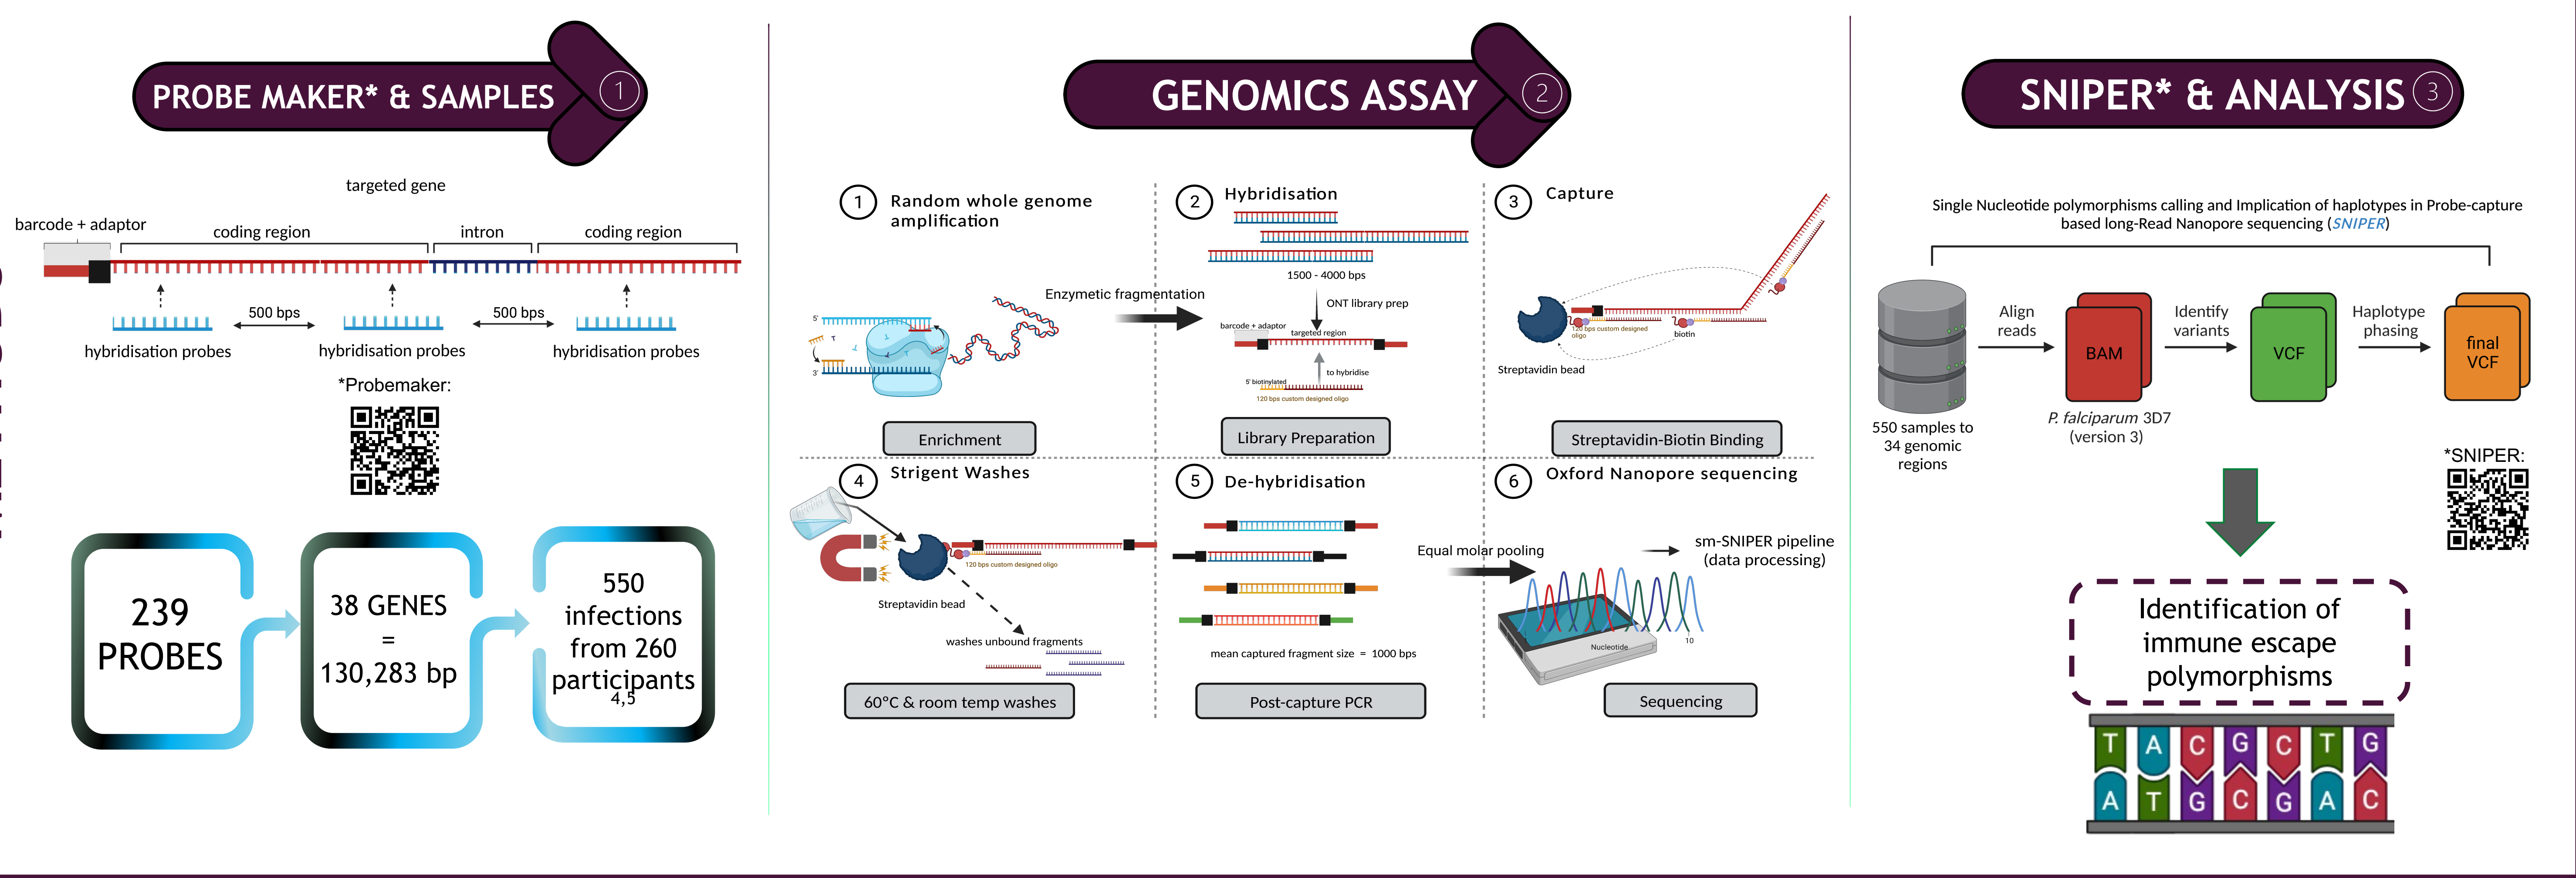 PROBE MAKER* & SAMPLES
1
targeted gene
barcode + adaptor
coding region
intron
coding region
500 bps
500 bps
hybridisation probes
hybridisation probes
hybridisation probes
*Probemaker:
239
PROBES
38 GENES
=
130,283 bp
550
infections
from 260
participants
4,5
GENOMICS ASSAY
2
1
Random whole genome
amplification
5'
3'
Enzymetic fragmentation
Enrichment
2
Hybridisation
1500 - 4000 bps
ONT library prep
barcode + adaptor
targeted region
to hybridise
5' biotinylated
120 bps custom designed oligo
Library Preparation
3
Capture
120 bps custom designed
oligo
biotin
Streptavidin bead
Streptavidin-Biotin Binding
4
Strigent Washes
120 bps custom designed oligo
Streptavidin bead
washes unbound fragments
60°C & room temp washes
5
De-hybridisation
Equal molar pooling
mean captured fragment size = 1000 bps
Post-capture PCR
6
Oxford Nanopore sequencing
sm-SNIPER pipeline
(data processing)
10
Nucleotide
Sequencing
SNIPER* & ANALYSIS
3
Single Nucleotide polymorphisms calling and Implication of haplotypes in Probe-capture
based long-Read Nanopore sequencing (SNIPER)
Align
reads
BAM
Identify
variants
VCF
Haplotype
phasing
final
VCF
550 samples to
34 genomic
regions
P. falciparum 3D7
(version 3)
*SNIPER:
Identification of
immune escape
polymorphisms
T A C G C T G
A T G C G A C